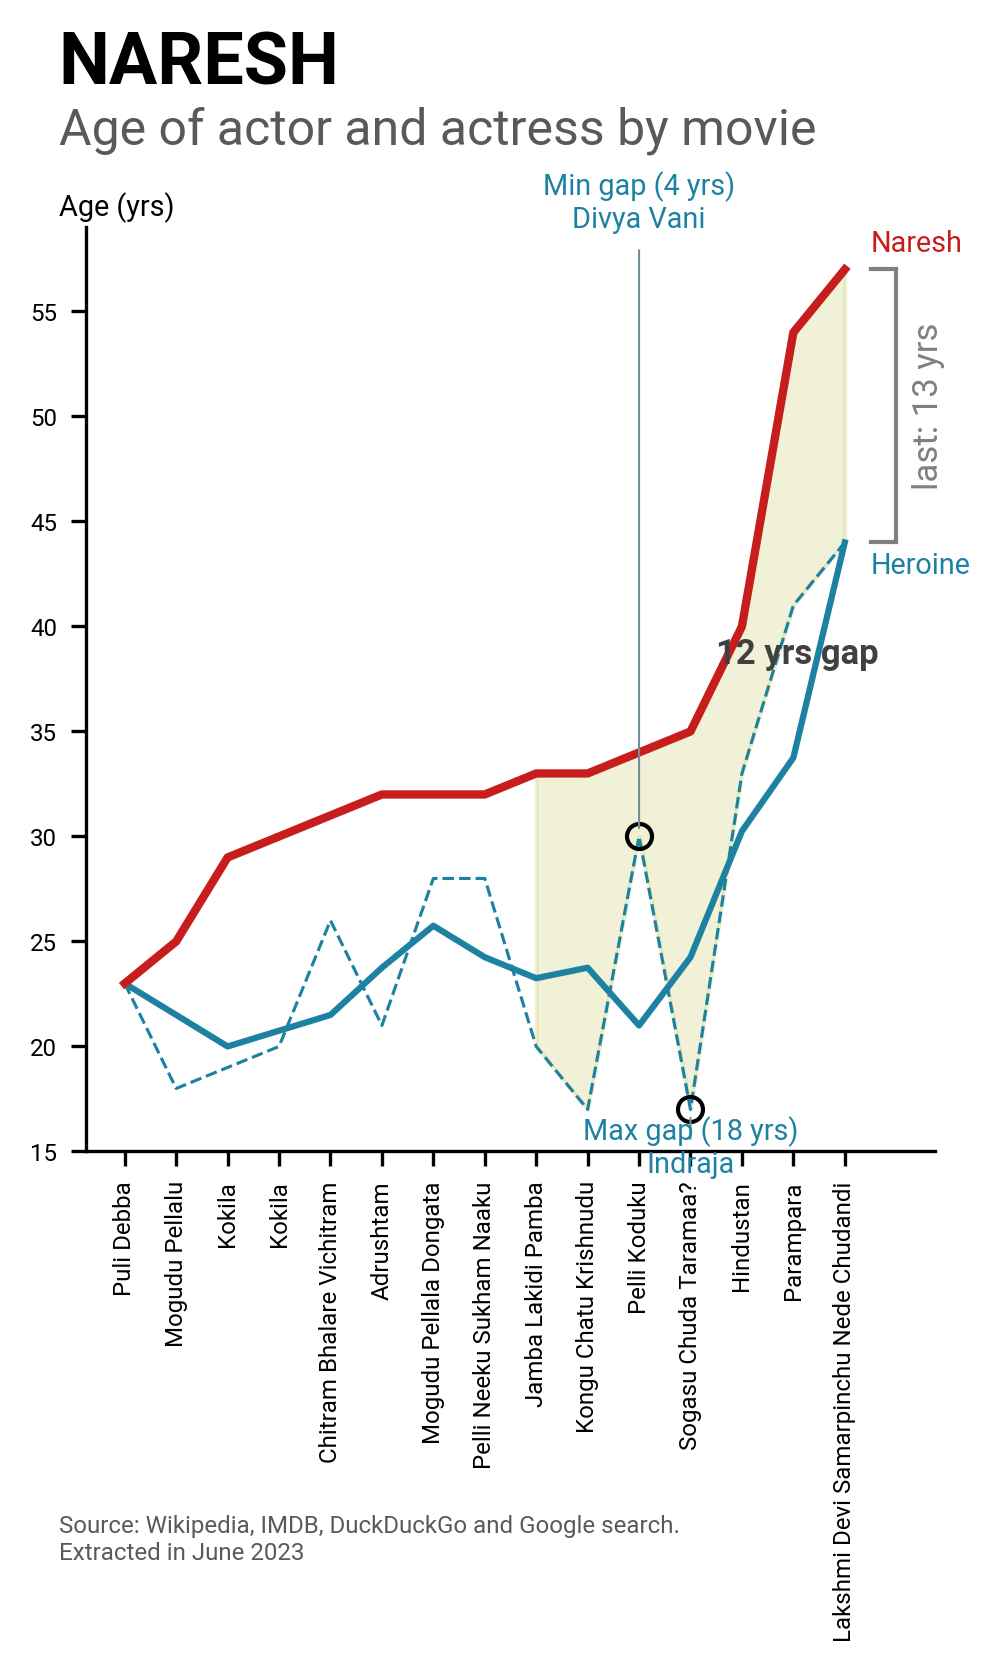 NARESH
Age of actor and actress by movie
Min gap (4 yrs)
Divya Vani
Age (yrs)
Naresh
55
50
45
40
35
30
25
20
15
last: 13 yrs
Heroine
12 yrs gap
Max gap (18 yrs)
Indraja
Puli Debba
Mogudu Pellalu
Kokila
Kokila
Chitram Bhalare Vichitram
Adrushtam
Mogudu Pellala Dongata
Pelli Neeku Sukham Naaku
Jamba Lakidi Pamba
Kongu Chatu Krishnudu
Pelli Koduku
Sogasu Chuda Taramaa?
Hindustan
Parampara
Lakshmi Devi Samarpinchu Nede Chudandi
Source: Wikipedia, IMDB, DuckDuckGo and Google search.
Extracted in June 2023